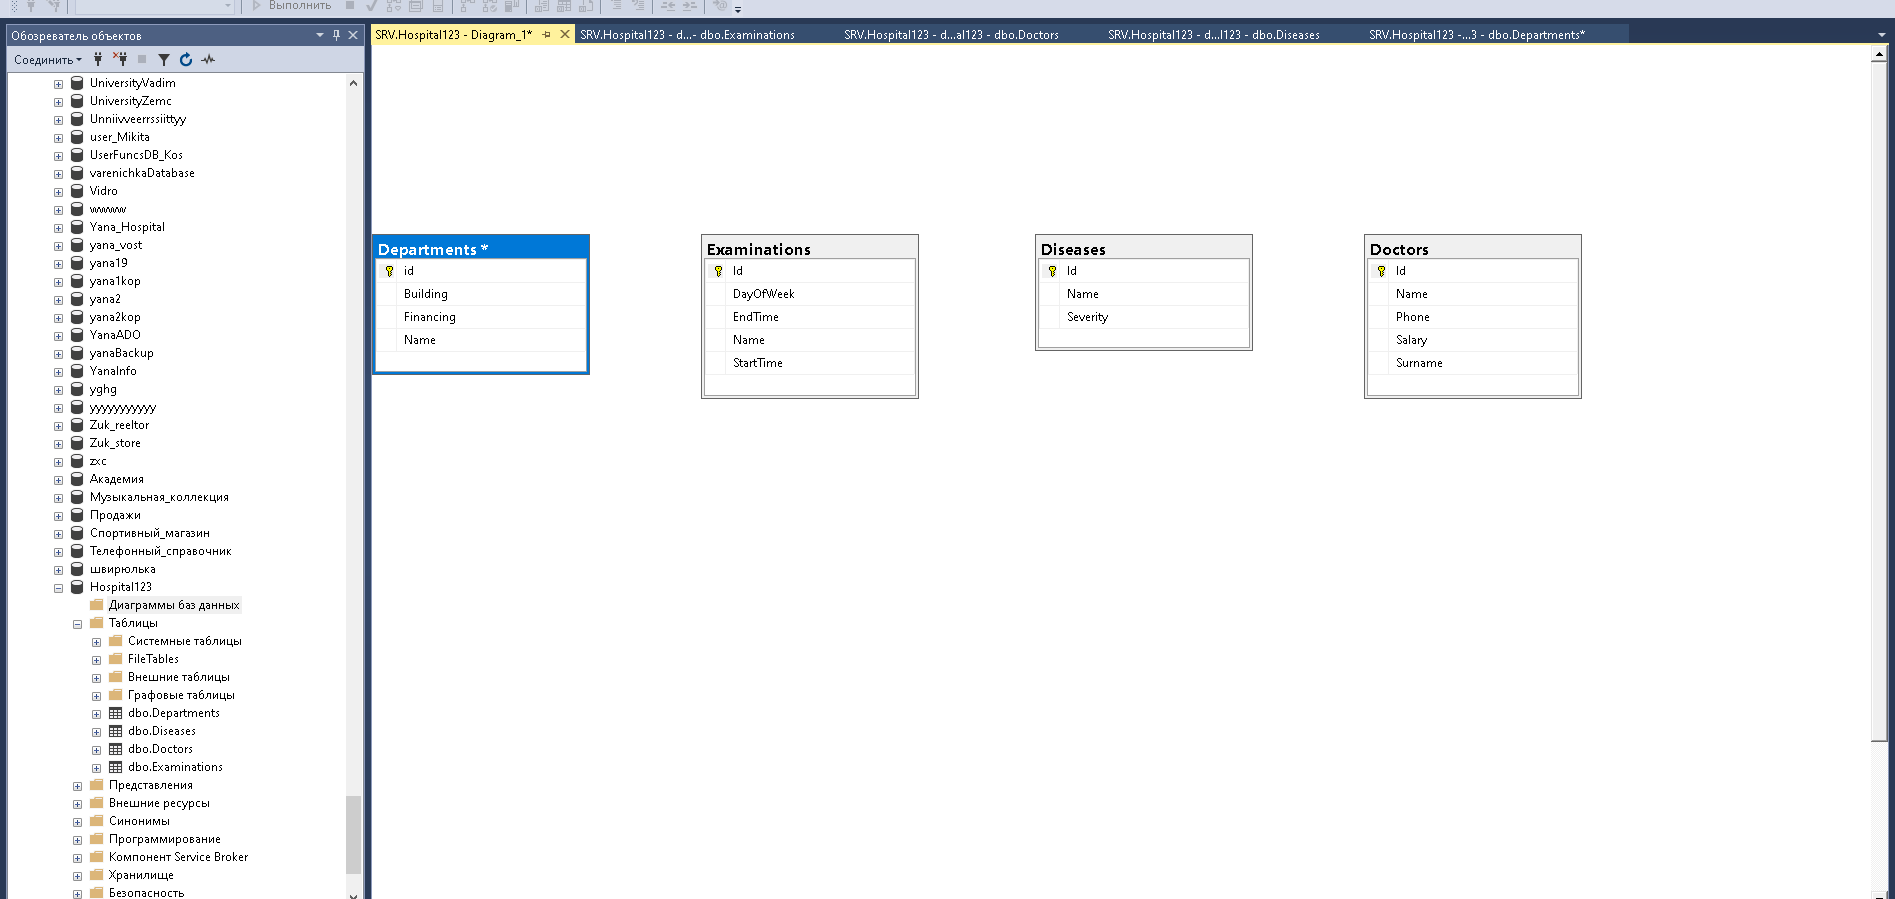 Выполнить
Обозреватель объектов
Соединить
UniversityVadim
UniversityZemc
Unniivveerrssiittyy
user_Mikita
UserFuncsDB_Kos
varenichkaDatabase
Vidro
wwwww
Yana_Hospital
yana_vost
yana19
yana1kop
yana2
yana2kop
YanaADO
yanaBackup
YanaInfo
yghg
yyyyyyyyyyy
Zuk_reeltor
Zuk_store
zxc
Академия
Музыкальная_коллекция
Продажи
Спортивный_магазин
Телефонный_справочник
швирюлька
Hospital123
Диаграммы баз данных
Таблицы
Системные таблицы
FileTables
Внешние таблицы
Графовые таблицы
dbo.Departments
dbo.Diseases
dbo.Doctors
dbo.Examinations
Представления
Внешние ресурсы
Синонимы
Программирование
Компонент Service Broker
Хранилище
Безопасность
SRV.Hospital123 - Diagram_1*
SRV.Hospital123 - d...- dbo.Examinations
SRV.Hospital123 - d...al123 - dbo.Doctors
SRV.Hospital123 - d...l123 - dbo.Diseases
SRV.Hospital123 -...3 - dbo.Departments*
Departments *
id
Building
Financing
Name
Examinations
Id
DayOfWeek
EndTime
Name
StartTime
Diseases
Id
Name
Severity
Doctors
Id
Name
Phone
Salary
Surname